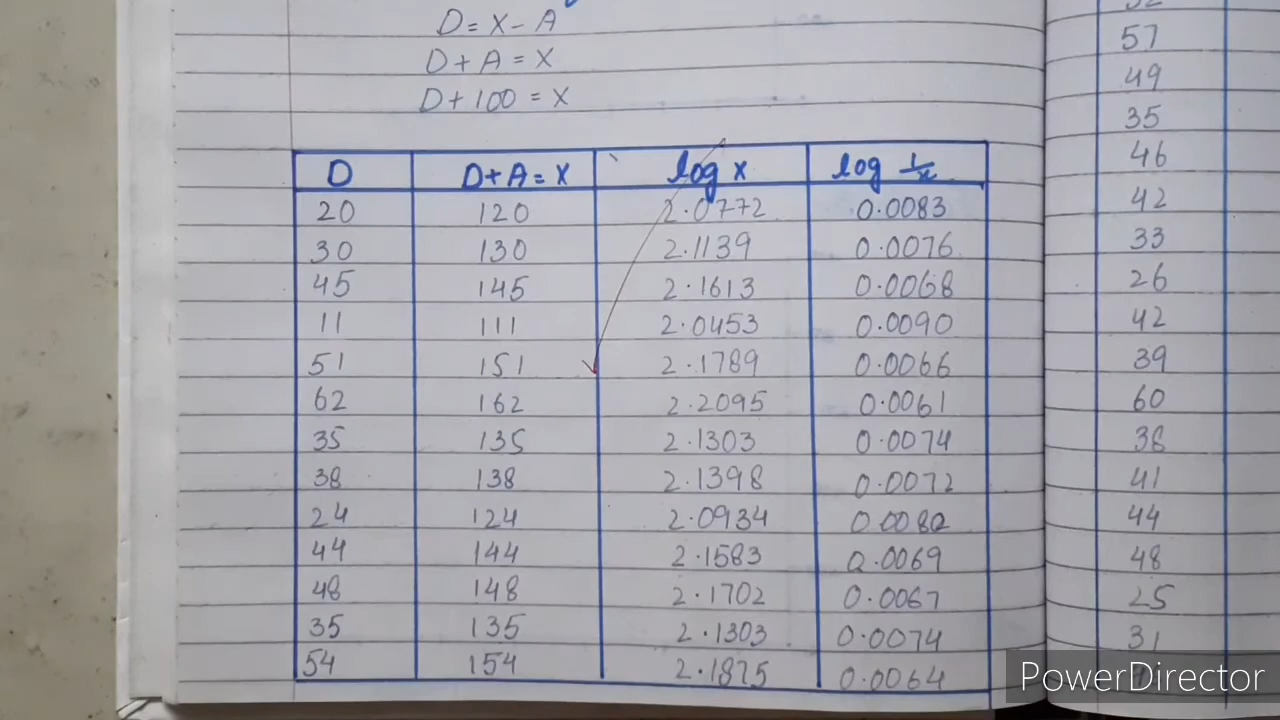 D = X - A
D + A = X
D + 100 = X
D D+A = X log x log 1/x
20 120 2.0772 0.0083
30 130 2.1139 0.0076
45 145 2.1613 0.0068
11 111 2.0453 0.0090
51 151 2.1789 0.0066
62 162 2.2095 0.0061
35 135 2.1303 0.0074
38 138 2.1398 0.0072
24 124 2.0934 0.0080
44 144 2.1583 0.0069
48 148 2.1702 0.0067
35 135 2.1303 0.0074
54 154 2.1875 0.0064
57
49
35
46
42
33
26
42
39
60
38
41
44
48
25
31
PowerDirector